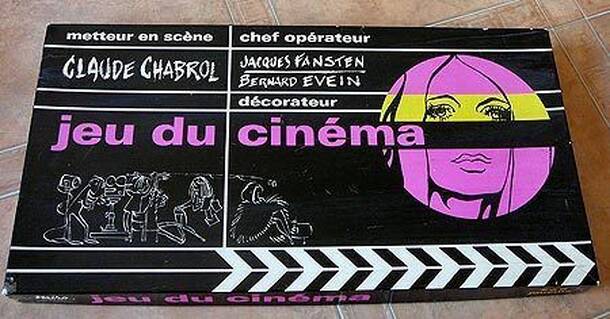 metteur en scène
chef opérateur
CLAUDE CHABROL
JACQUES FANSTEN
BERNARD EVEIN
décorateur
jeu du cinéma
jeu du cinéma